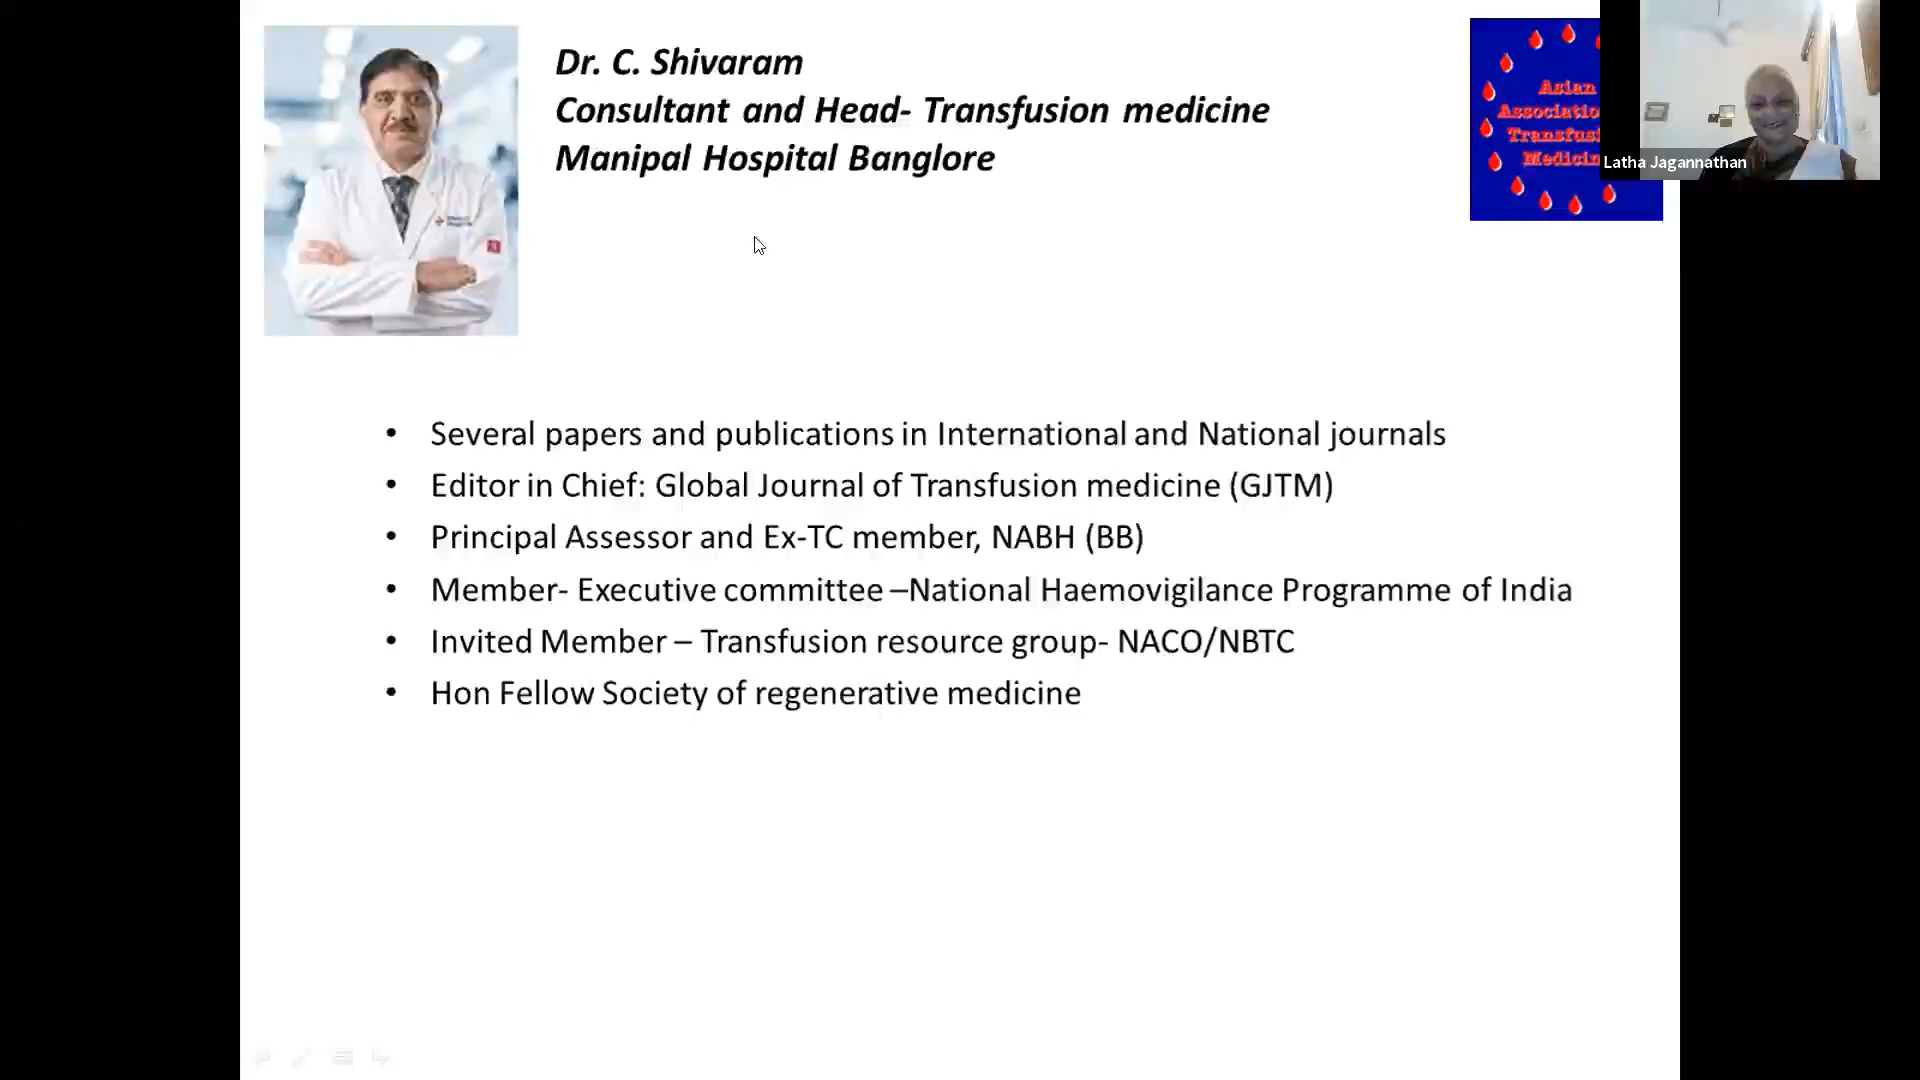 Dr. C. Shivaram
Consultant and Head- Transfusion medicine
Manipal Hospital Banglore
Asian
Associatio
Transfus
Medicin
Latha Jagannathan
• Several papers and publications in International and National journals
• Editor in Chief: Global Journal of Transfusion medicine (GJTM)
• Principal Assessor and Ex-TC member, NABH (BB)
• Member- Executive committee –National Haemovigilance Programme of India
• Invited Member – Transfusion resource group- NACO/NBTC
• Hon Fellow Society of regenerative medicine